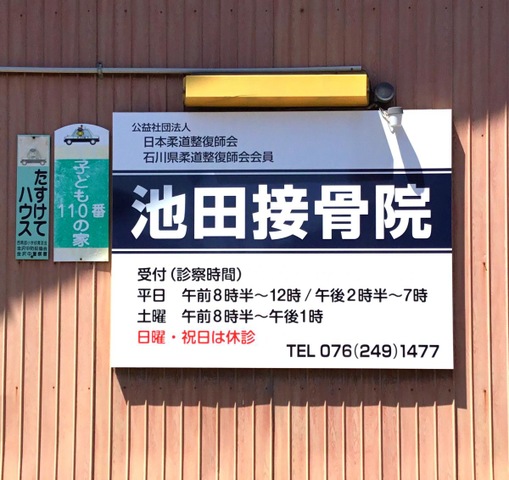 たすけて
ハウス
子ども
110番
の家
公益社団法人
日本柔道整復師会
石川県柔道整復師会会員
池田接骨院
受付(診察時間)
平日 午前8時半～12時/午後2時半～7時
土曜 午前8時半～午後1時
日曜・祝日は休診
TEL 076(249)1477